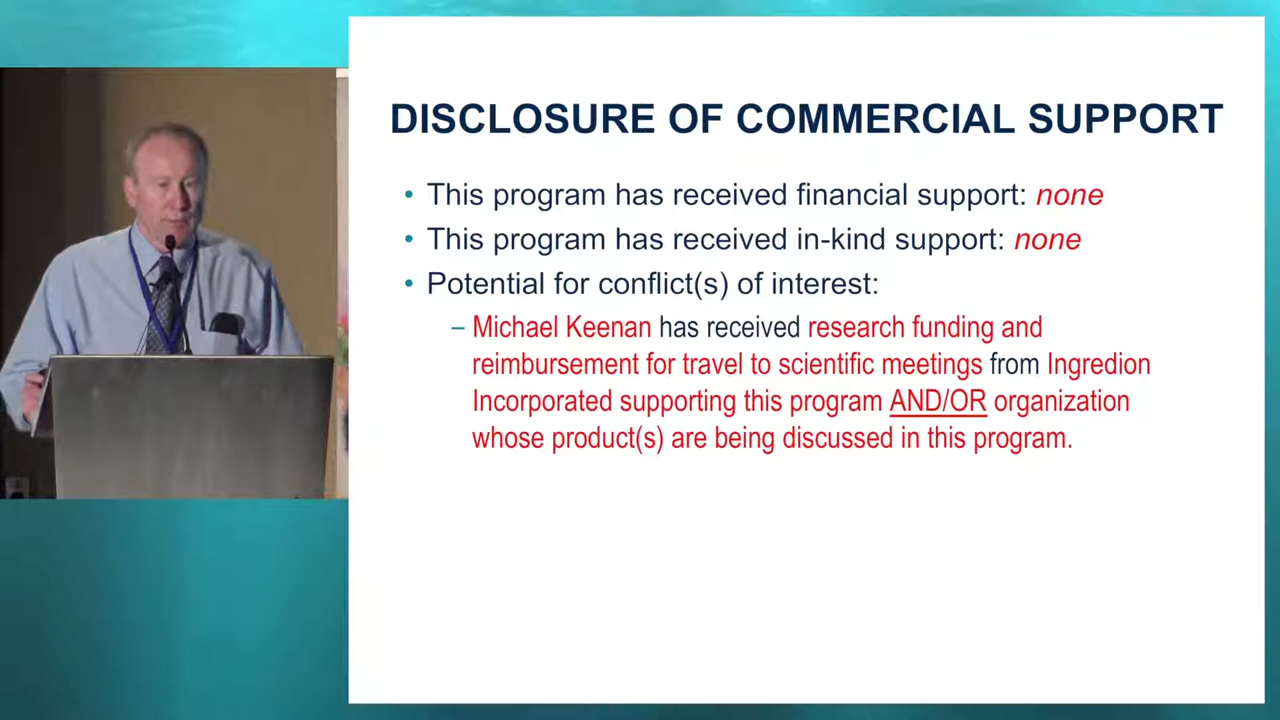 DISCLOSURE OF COMMERCIAL SUPPORT
• This program has received financial support: none
• This program has received in-kind support: none
• Potential for conflict(s) of interest:
– Michael Keenan has received research funding and
reimbursement for travel to scientific meetings from Ingredion
Incorporated supporting this program AND/OR organization
whose product(s) are being discussed in this program.